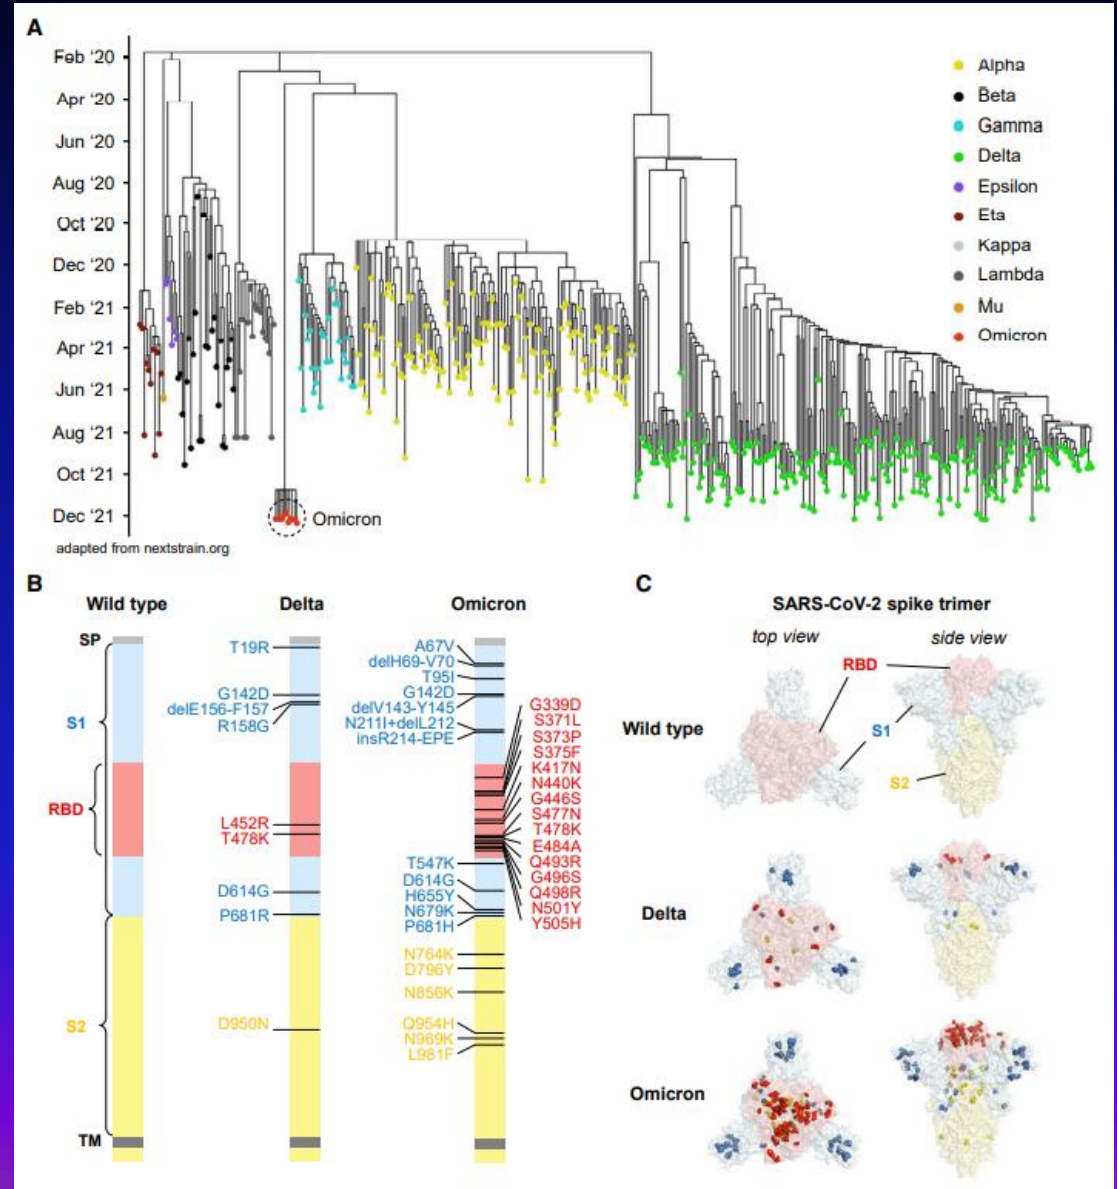 A
Feb '20
Apr '20
Jun '20
Aug '20
Oct '20
Dec '20
Feb '21
Apr '21
Jun '21
Aug '21
Oct '21
Dec '21
Alpha
Beta
Gamma
Delta
Epsilon
Eta
Kappa
Lambda
Mu
Omicron
Omicron
adapted from nextstrain.org
B
Wild type
Delta
Omicron
SP
S1
RBD
S2
TM
T19R
G142D
delE156-F157
R158G
L452R
T478K
D614G
P681R
D950N
A67V
delH69-V70
T95I
G142D
delV143-Y145
N211I+delL212
insR214-EPE
T547K
D614G
H655Y
N679K
P681H
N764K
D796Y
N856K
Q954H
N969K
L981F
G339D
S371L
S373P
S375F
K417N
N440K
G446S
S477N
T478K
E484A
Q493R
G496S
Q498R
N501Y
Y505H
C
SARS-CoV-2 spike trimer
top view
side view
RBD
Wild type
S1
S2
Delta
Omicron